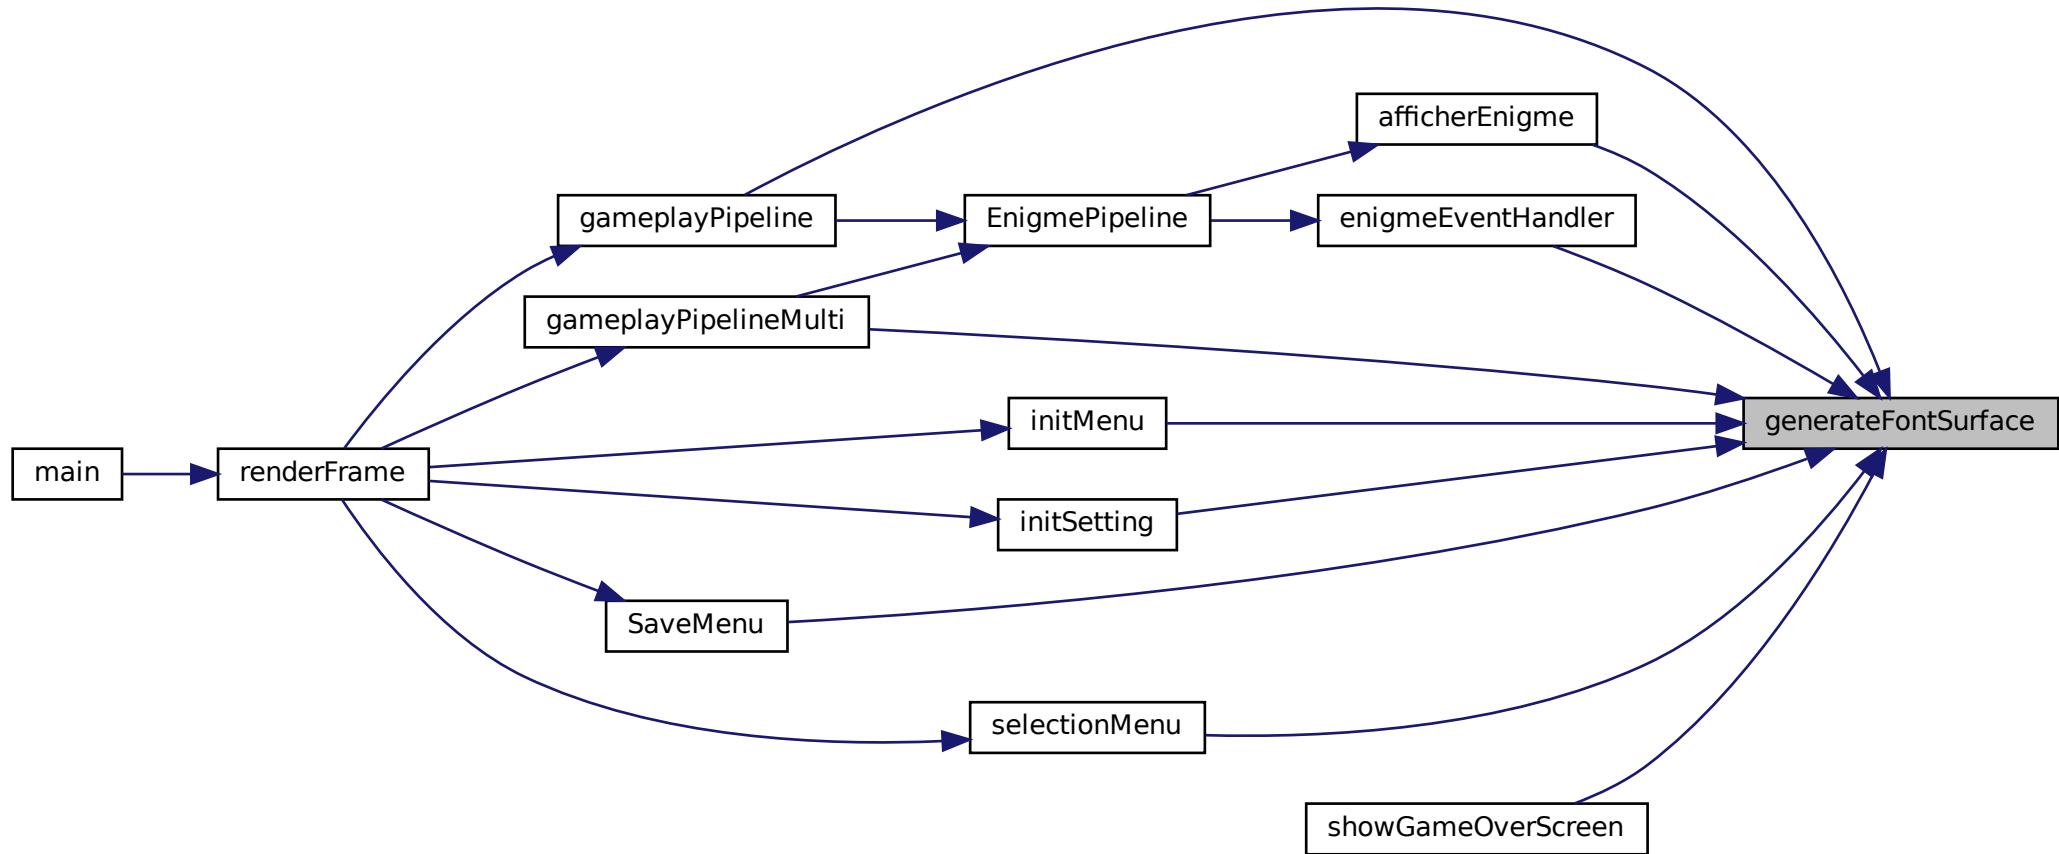 afficherEnigme
gameplayPipeline
EnigmePipeline
enigmeEventHandler
gameplayPipelineMulti
initMenu
generateFontSurface
main
renderFrame
initSetting
SaveMenu
selectionMenu
showGameOverScreen